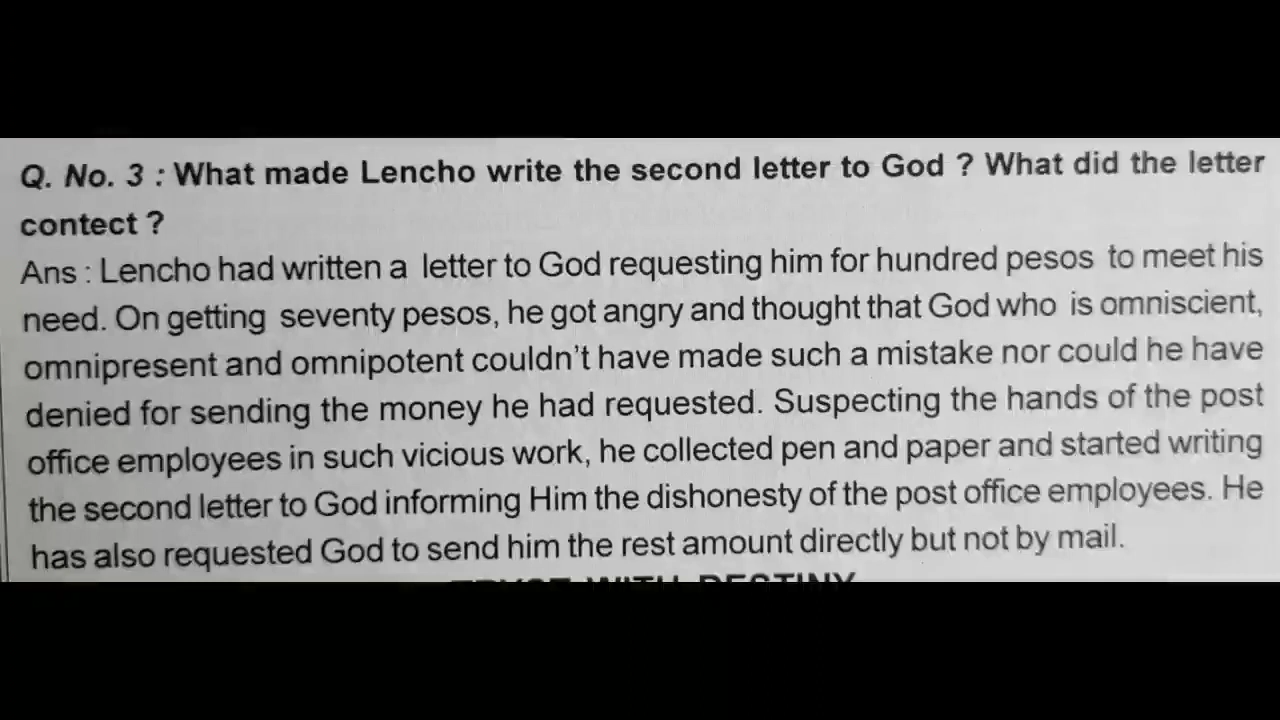 Q. No. 3 : What made Lencho write the second letter to God ? What did the letter
contect ?
Ans : Lencho had written a letter to God requesting him for hundred pesos to meet his
need. On getting seventy pesos, he got angry and thought that God who is omniscient,
omnipresent and omnipotent couldn't have made such a mistake nor could he have
denied for sending the money he had requested. Suspecting the hands of the post
office employees in such vicious work, he collected pen and paper and started writing
the second letter to God informing Him the dishonesty of the post office employees. He
has also requested God to send him the rest amount directly but not by mail.
TRYST WITH DESTINY